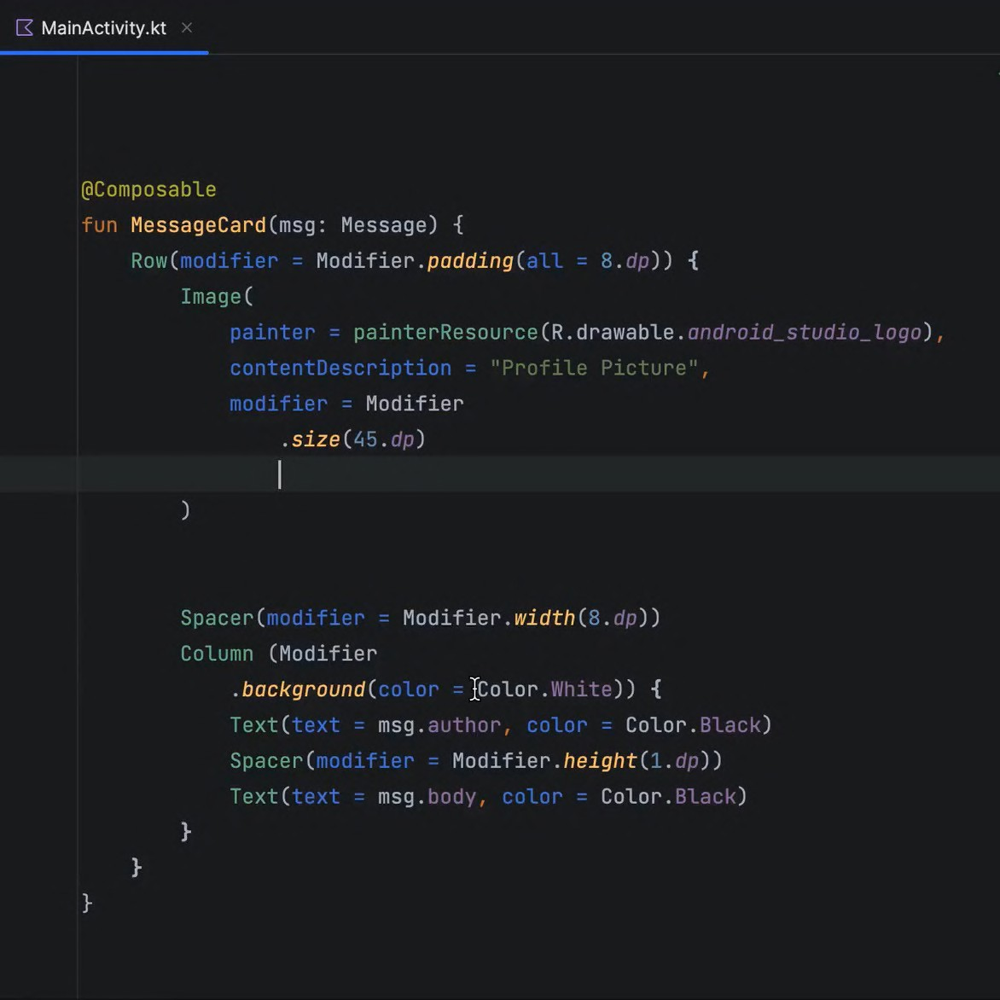 MainActivity.kt
@Composable
fun MessageCard(msg: Message) {
    Row(modifier = Modifier.padding(all = 8.dp)) {
        Image(
            painter = painterResource(R.drawable.android_studio_logo),
            contentDescription = "Profile Picture",
            modifier = Modifier
                .size(45.dp)
        )
        Spacer(modifier = Modifier.width(8.dp))
        Column (Modifier
            .background(color = Color.White)) {
            Text(text = msg.author, color = Color.Black)
            Spacer(modifier = Modifier.height(1.dp))
            Text(text = msg.body, color = Color.Black)
        }
    }
}